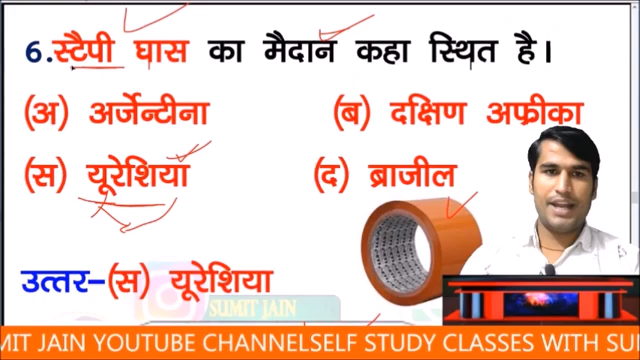 6. स्टैपी घास का मैदान कहा स्थित है।
(अ) अर्जेन्टीना (ब) दक्षिण अफ्रीका
(स) यूरेशिया (द) ब्राजील
उत्तर-(स) यूरेशिया
SUMIT JAIN
MIT JAIN YOUTUBE CHANNELSELF STUDY CLASSES WITH SU